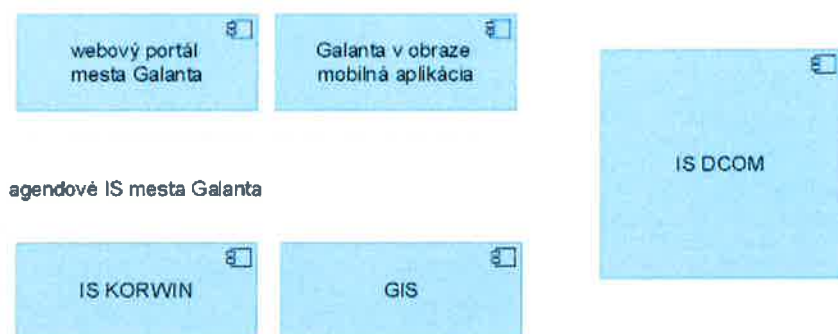 webový portál
mesta Galanta
Galanta v obraze
mobilná aplikácia
IS DCOM
agendové IS mesta Galanta
IS KORWIN
GIS